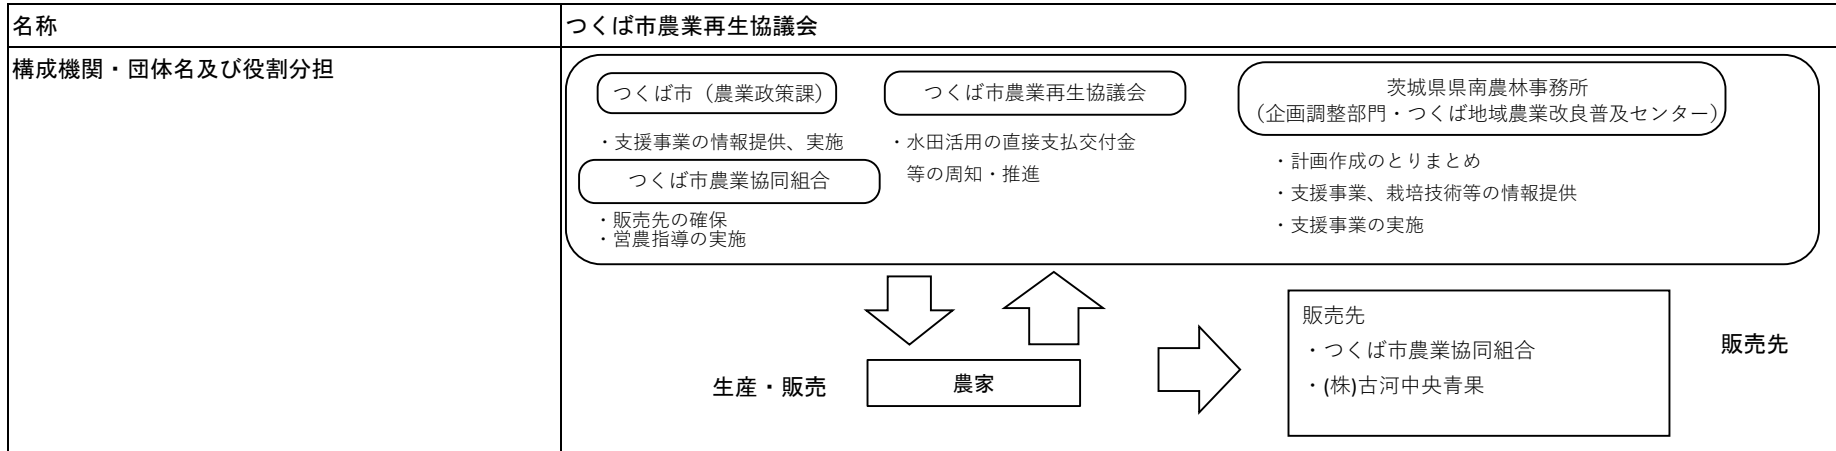 名称
つくば市農業再生協議会
構成機関・団体名及び役割分担
つくば市（農業政策課）
・支援事業の情報提供、実施
つくば市農業協同組合
・販売先の確保
・営農指導の実施
つくば市農業再生協議会
・水田活用の直接支払交付金
等の周知・推進
茨城県県南農林事務所
（企画調整部門・つくば地域農業改良普及センター）
・計画作成のとりまとめ
・支援事業、栽培技術等の情報提供
・支援事業の実施
生産・販売
農家
販売先
・つくば市農業協同組合
・(株)古河中央青果
販売先